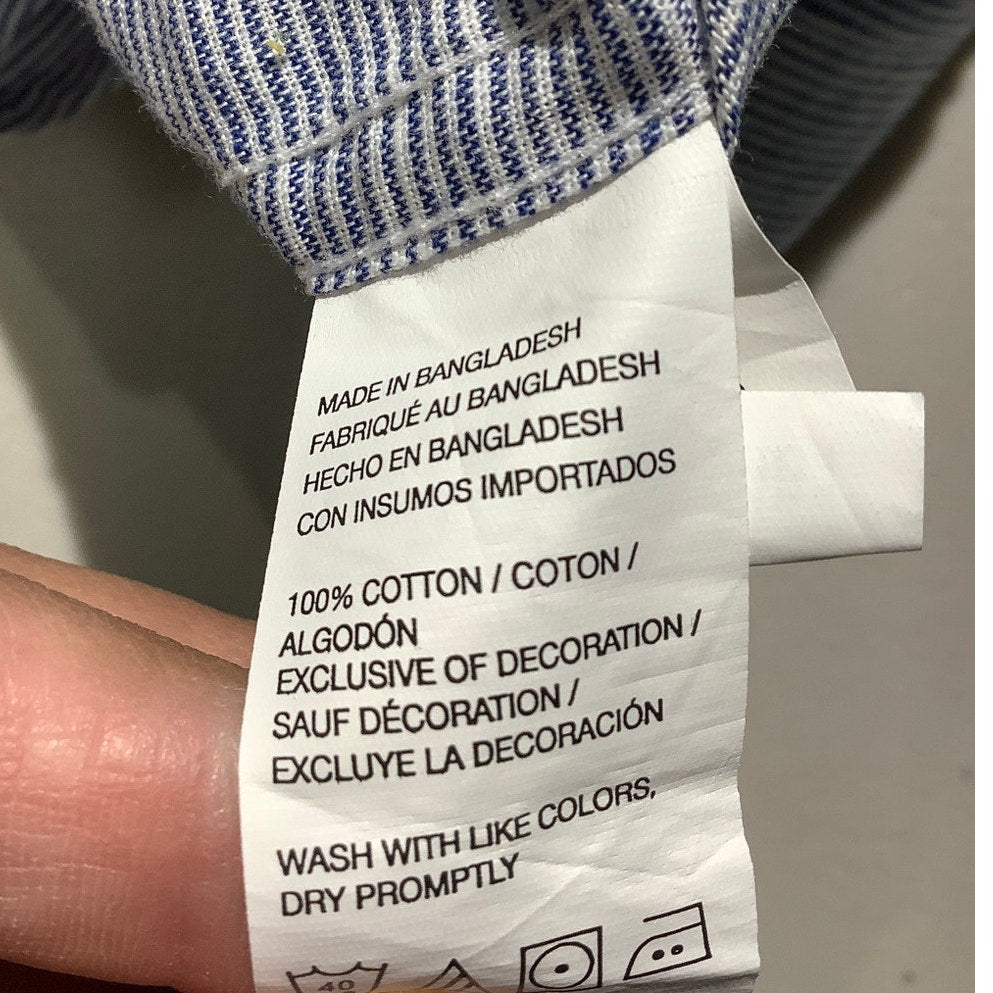 MADE IN BANGLADESH
FABRIQUÉ AU BANGLADESH
HECHO EN BANGLADESH
CON INSUMOS IMPORTADOS
100% COTTON / COTON /
ALGODÓN
EXCLUSIVE OF DECORATION /
SAUF DÉCORATION /
EXCLUYE LA DECORACIÓN
WASH WITH LIKE COLORS,
DRY PROMPTLY
40